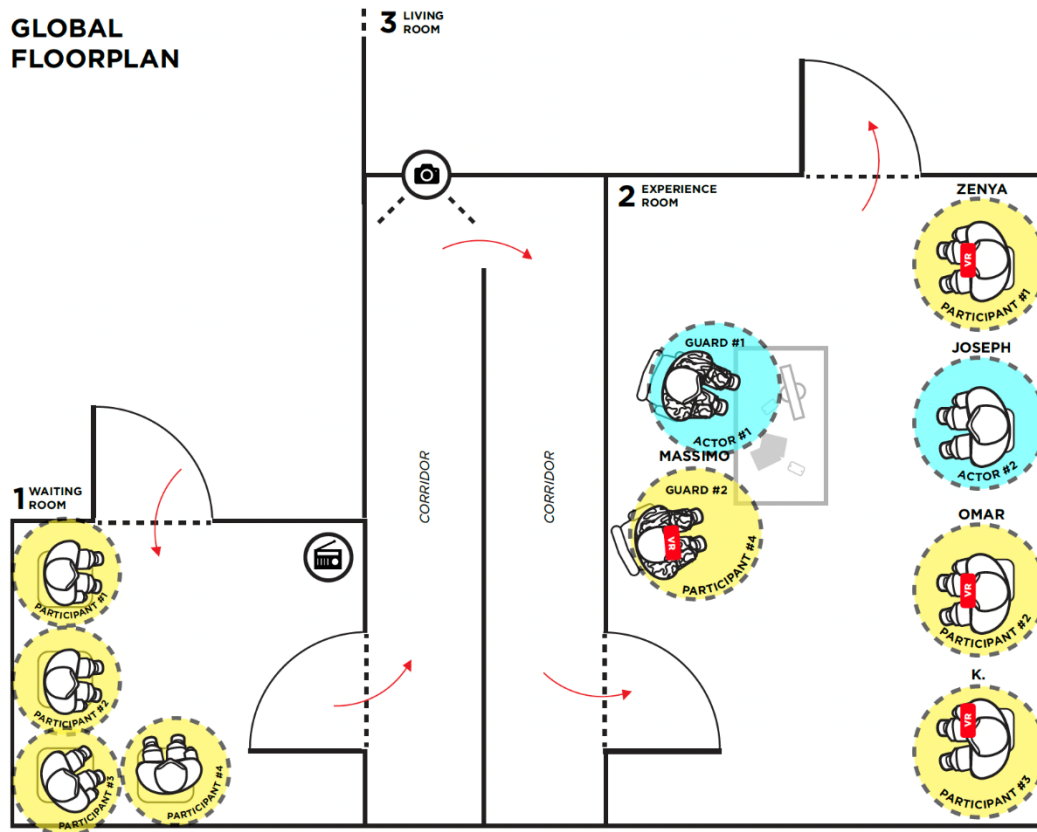 GLOBAL
FLOORPLAN
3 LIVING
ROOM
2 EXPERIENCE
ROOM
ZENYA
VR
PARTICIPANT #1
JOSEPH
ACTOR #2
GUARD #1
ACTOR #1
MASSIMO
GUARD #2
VR
PARTICIPANT #4
OMAR
VR
PARTICIPANT #2
K.
VR
PARTICIPANT #3
CORRIDOR
CORRIDOR
1 WAITING
ROOM
PARTICIPANT #1
PARTICIPANT #2
PARTICIPANT #3
PARTICIPANT #4